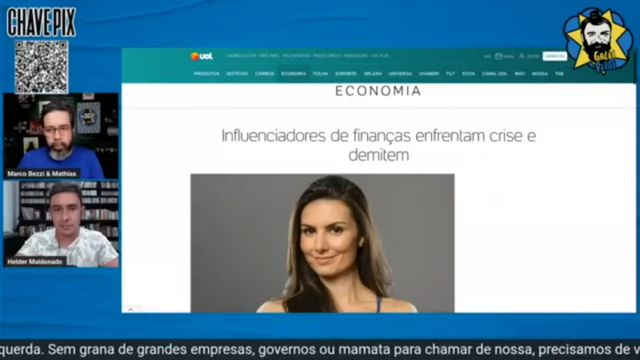 CHAVE PIX
uol
PRODUTOS NOTÍCIAS CARROS ECONOMIA FOLHA ESPORTE SPLASH UNIVERSA VIVABEM TILT ECOA CANAL UOL MOV NOSSA TAB
ECONOMIA
Influenciadores de finanças enfrentam crise e
demitem
Marco Bezzi & Mathias
Helder Maldonado
querda. Sem grana de grandes empresas, governos ou mamata para chamar de nossa, precisamos de v